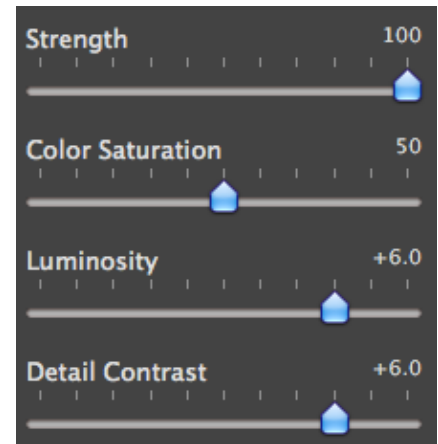 Strength 100
Color Saturation 50
Luminosity +6.0
Detail Contrast +6.0